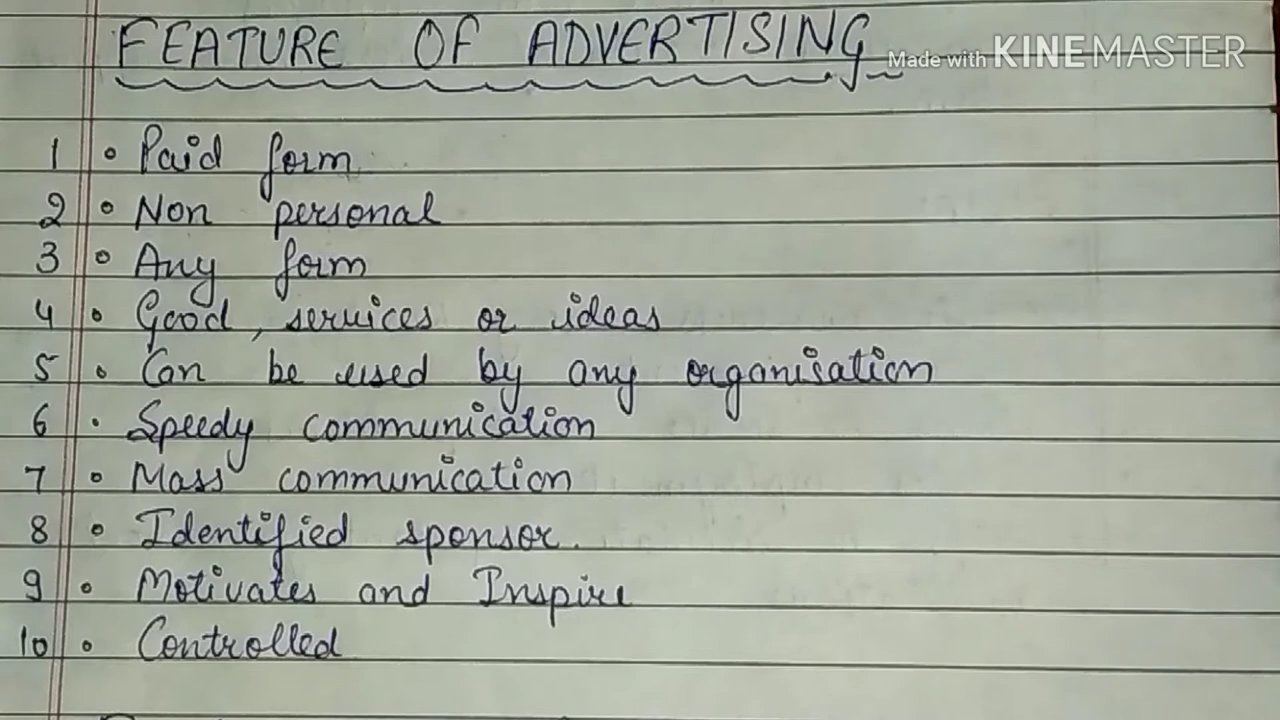 FEATURE OF ADVERTISING
Made with KINEMASTER
1 Paid form
2 Non personal
3 Any form
4 Good, services or ideas
5 Can be used by any organisation
6 Speedy communication
7 Mass communication
8 Identified sponsor.
9 Motivates and Inspire
10 Controlled